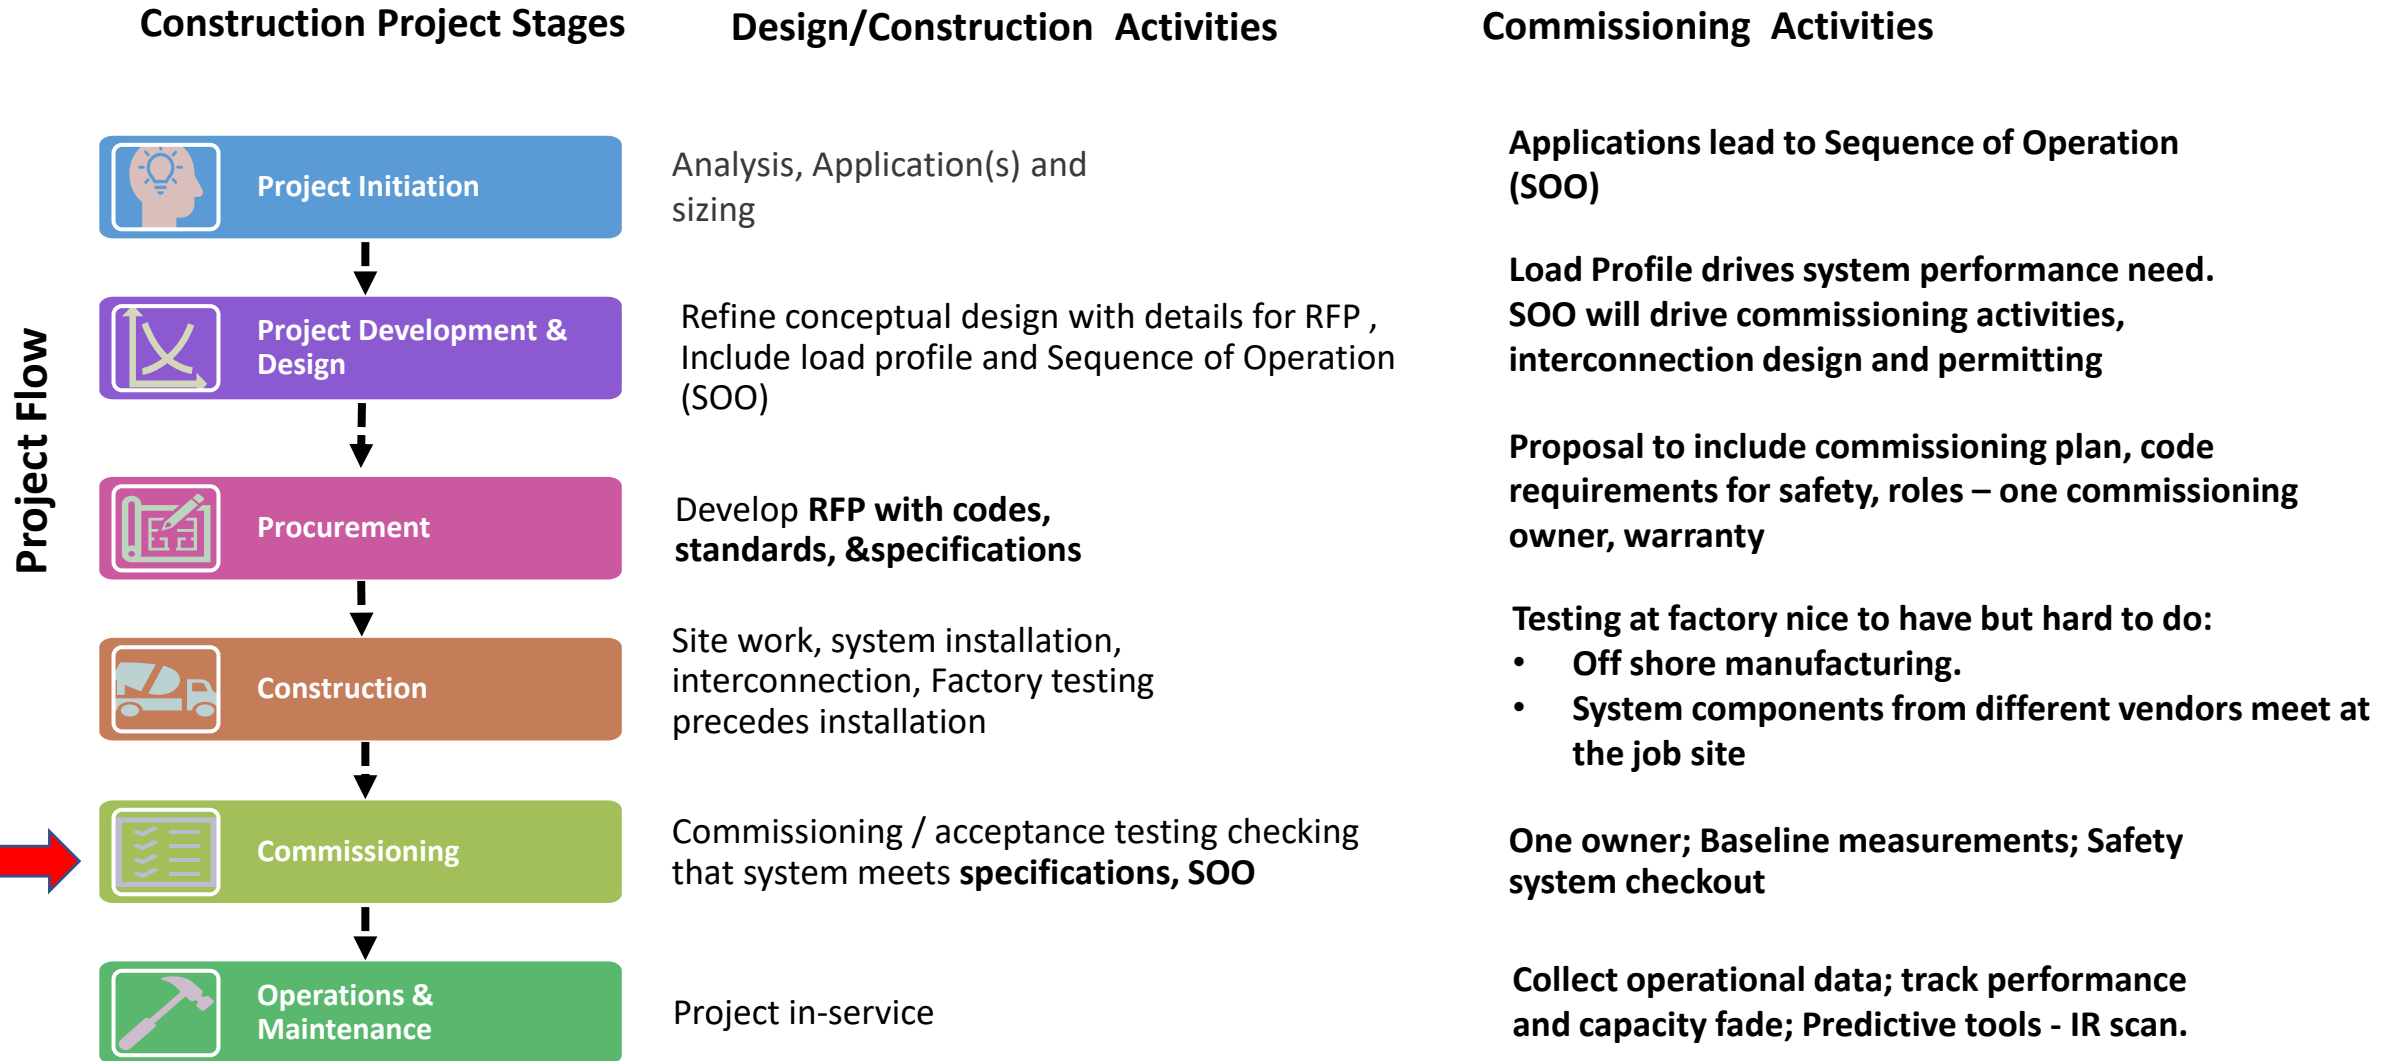 Construction Project Stages
Design/Construction Activities
Commissioning Activities
Project Flow
Project Initiation
Analysis, Application(s) and
sizing
Applications lead to Sequence of Operation
(SOO)
Project Development &
Design
Refine conceptual design with details for RFP ,
Include load profile and Sequence of Operation
(SOO)
Load Profile drives system performance need.
SOO will drive commissioning activities,
interconnection design and permitting
Procurement
Develop RFP with codes,
standards, &specifications
Proposal to include commissioning plan, code
requirements for safety, roles – one commissioning
owner, warranty
Construction
Site work, system installation,
interconnection, Factory testing
precedes installation
Testing at factory nice to have but hard to do:
• Off shore manufacturing.
• System components from different vendors meet at
the job site
Commissioning
Commissioning / acceptance testing checking
that system meets specifications, SOO
One owner; Baseline measurements; Safety
system checkout
Operations &
Maintenance
Project in-service
Collect operational data; track performance
and capacity fade; Predictive tools - IR scan.